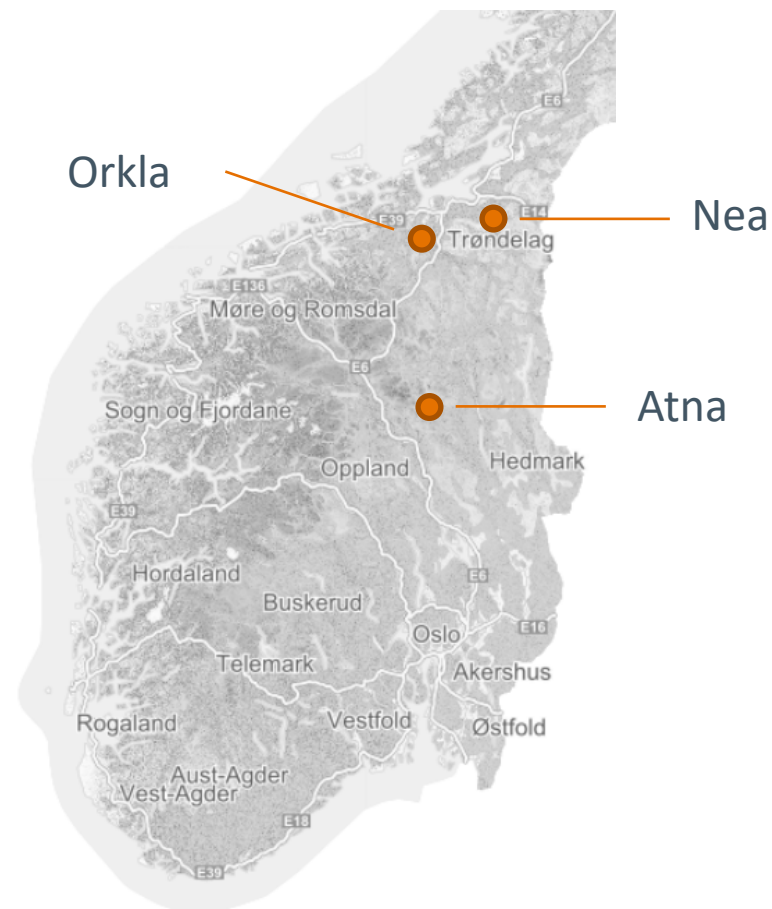 E6
Orkla
Nea
E39
E14
Trøndelag
E136
Møre og Romsdal
E6
Atna
Sogn og Fjordane
Oppland
Hedmark
E39
Hordaland
E6
Buskerud
E16
Oslo
Telemark
Akershus
Rogaland
Vestfold
Østfold
Aust-Agder
Vest-Agder
E18
E39